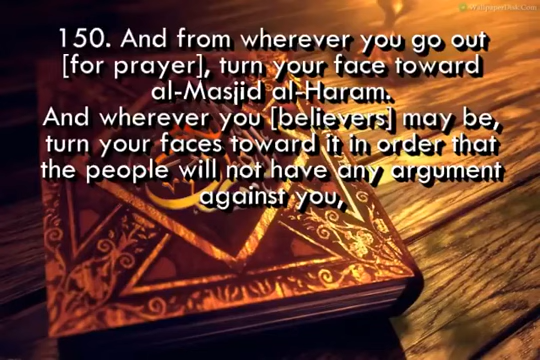 WallpapersDisk.Com
150. And from wherever you go out
[for prayer], turn your face toward
al-Masjid al-Haram.
And wherever you [believers] may be,
turn your faces toward it in order that
the people will not have any argument
against you,